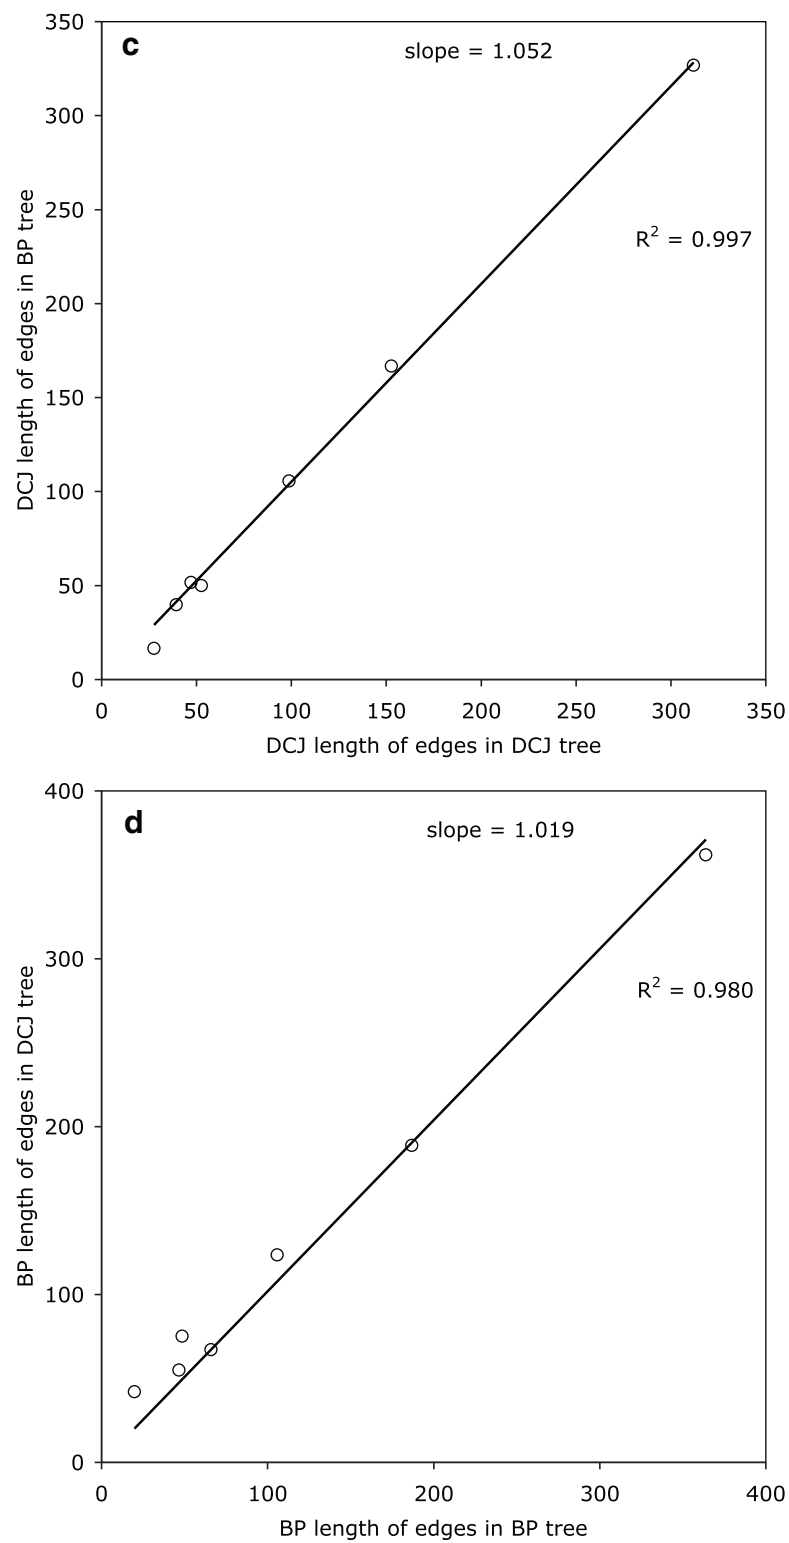 c
slope = 1.052
R² = 0.997
DCJ length of edges in BP tree
350
300
250
200
150
100
50
0
0 50 100 150 200 250 300 350
DCJ length of edges in DCJ tree
d
slope = 1.019
R² = 0.980
BP length of edges in DCJ tree
400
300
200
100
0
0 100 200 300 400
BP length of edges in BP tree